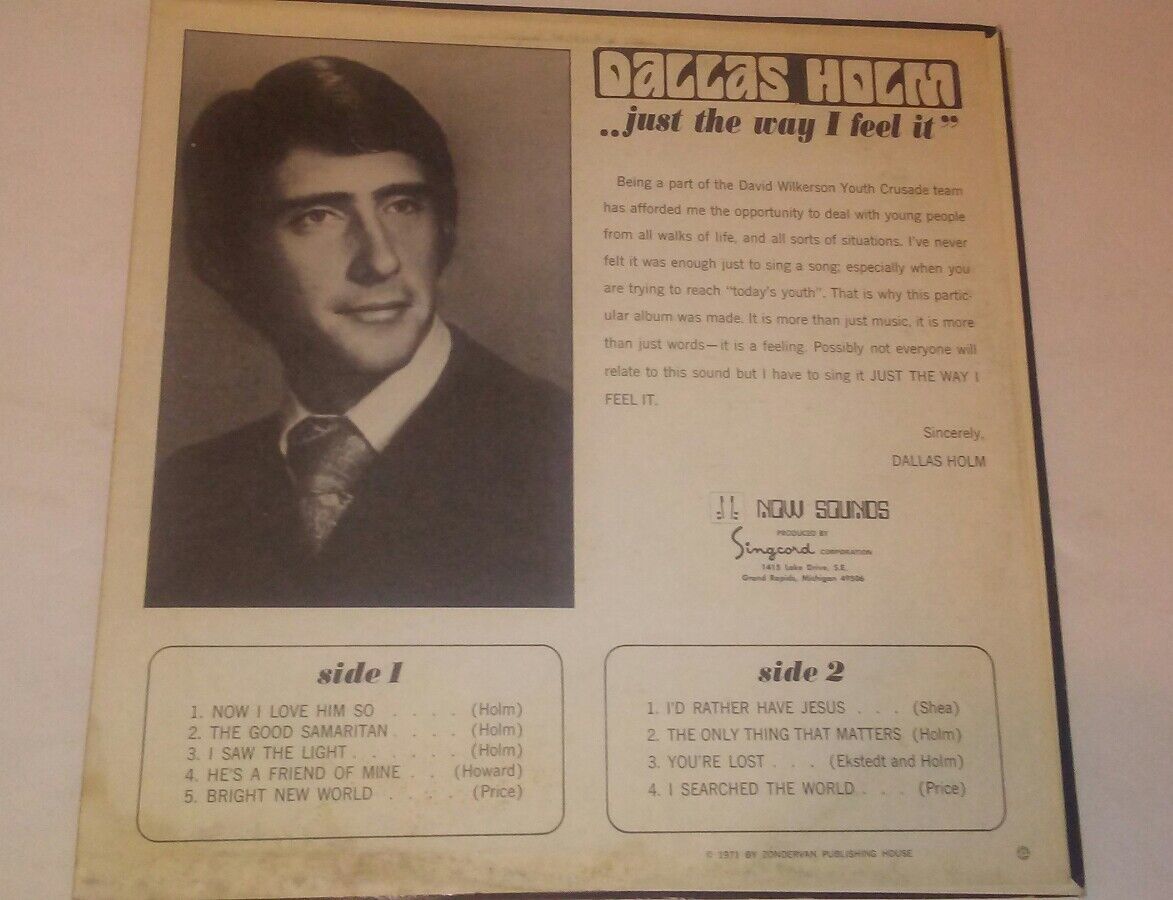 DALLAS HOLM
..just the way I feel it”
Being a part of the David Wilkerson Youth Crusade team
has afforded me the opportunity to deal with young people
from all walks of life, and all sorts of situations. I've never
felt it was enough just to sing a song; especially when you
are trying to reach “today's youth”. That is why this partic-
ular album was made. It is more than just music, it is more
than just words—it is a feeling. Possibly not everyone will
relate to this sound but I have to sing it JUST THE WAY I
FEEL IT.
Sincerely,
DALLAS HOLM
NOW SOUNDS
PRODUCED BY
Singcord CORPORATION
1415 Lake Drive, S.E.
Grand Rapids, Michigan 49506
side 1
1. NOW I LOVE HIM SO . . . . (Holm)
2. THE GOOD SAMARITAN . . . . (Holm)
3. I SAW THE LIGHT . . . . . (Holm)
4. HE'S A FRIEND OF MINE . . (Howard)
5. BRIGHT NEW WORLD . . . . (Price)
side 2
1. I'D RATHER HAVE JESUS . . . (Shea)
2. THE ONLY THING THAT MATTERS (Holm)
3. YOU'RE LOST . . . (Ekstedt and Holm)
4. I SEARCHED THE WORLD . . . (Price)
© 1971 BY ZONDERVAN PUBLISHING HOUSE